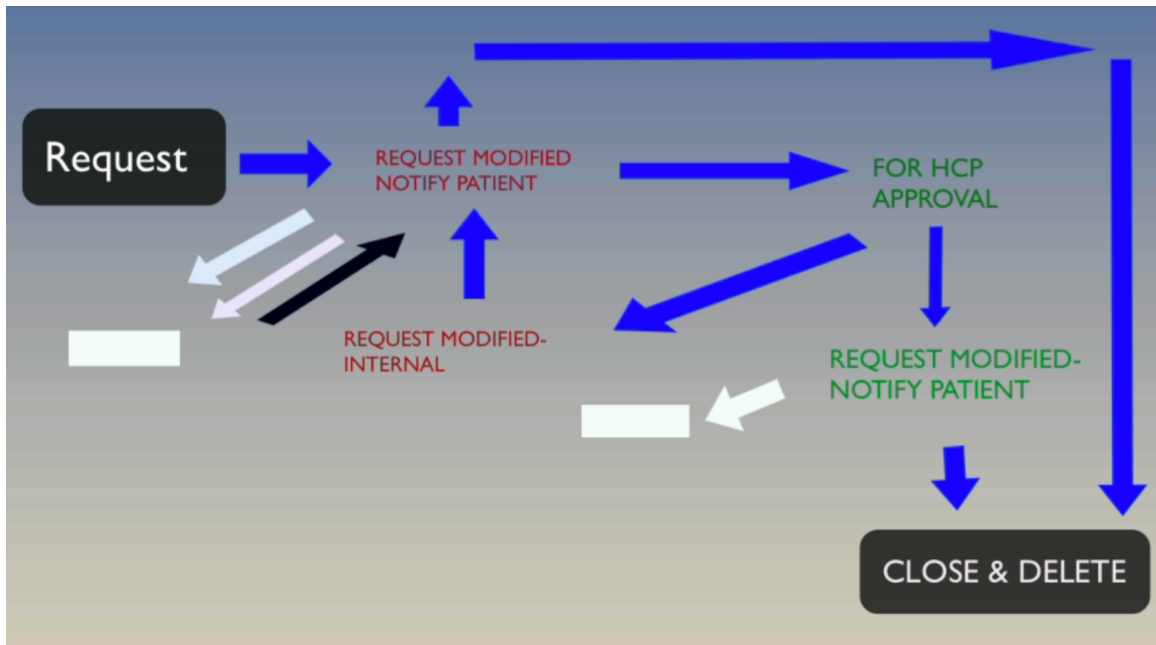 Request
REQUEST MODIFIED
NOTIFY PATIENT
FOR HCP
APPROVAL
REQUEST MODIFIED-
INTERNAL
REQUEST MODIFIED-
NOTIFY PATIENT
CLOSE & DELETE